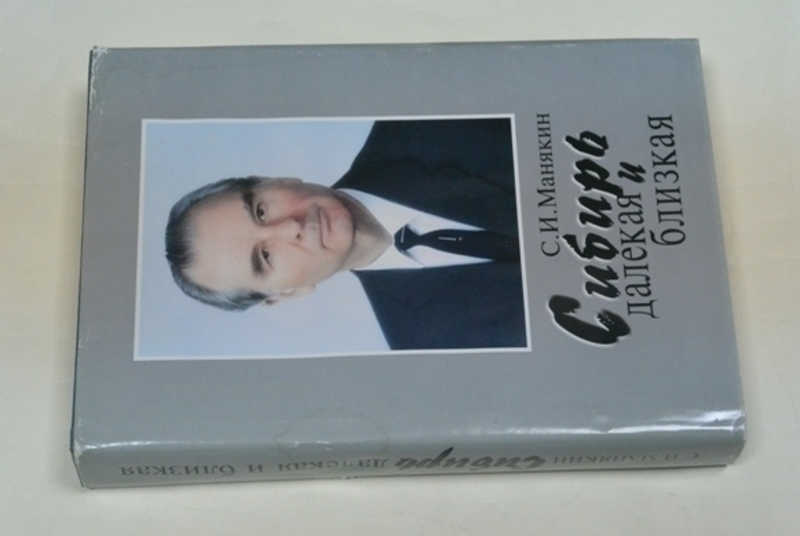 С.И.Манякин
Сибирь
далекая и
близкая
С.И.МАНЯКИН Сибирь далекая и близкая